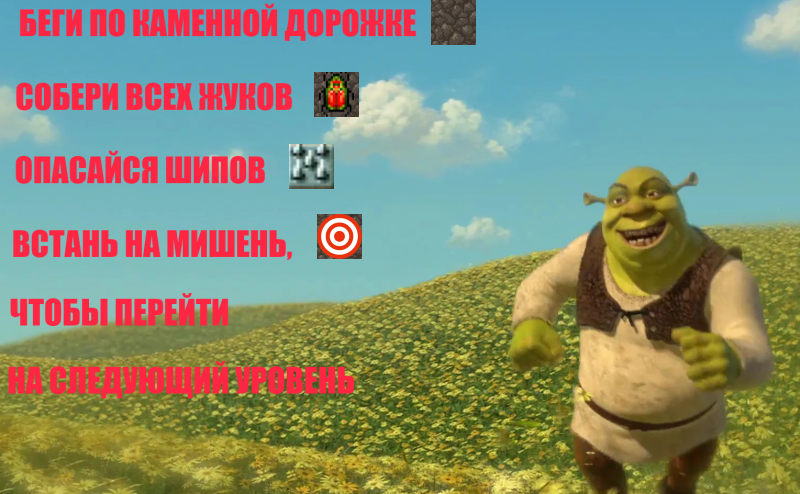 БЕГИ ПО КАМЕННОЙ ДОРОЖКЕ
СОБЕРИ ВСЕХ ЖУКОВ
ОПАСАЙСЯ ШИПОВ
ВСТАНЬ НА МИШЕНЬ,
ЧТОБЫ ПЕРЕЙТИ
НА СЛЕДУЮЩИЙ УРОВЕНЬ